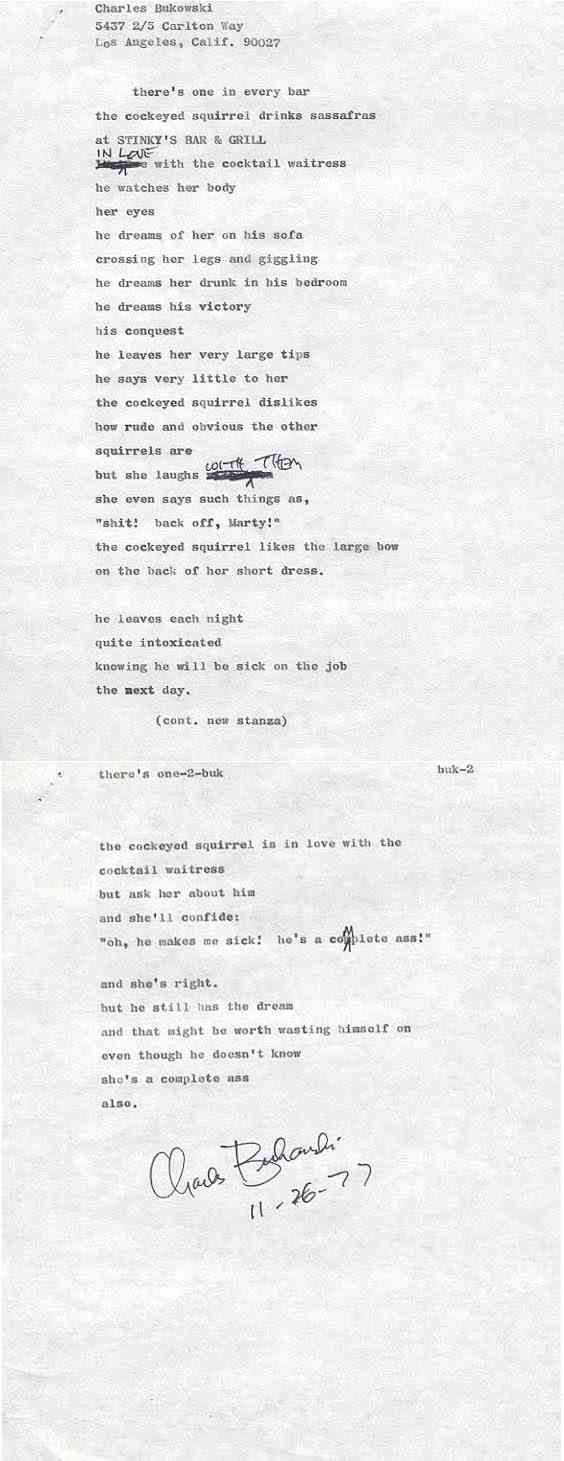 Charles Bukowski
5437 2/5 Carlton Way
Los Angeles, Calif. 90027
there's one in every bar
the cockeyed squirrel drinks sassafras
at STINKY'S BAR & GRILL
IN LOVE
with the cocktail waitress
he watches her body
her eyes
he dreams of her on his sofa
crossing her legs and giggling
he dreams her drunk in his bedroom
he dreams his victory
his conquest
he leaves her very large tips
he says very little to her
the cockeyed squirrel dislikes
how rude and obvious the other
squirrels are
but she laughs WITH THEM
she even says such things as,
"shit! back off, Marty!"
the cockeyed squirrel likes the large bow
on the back of her short dress.
he leaves each night
quite intoxicated
knowing he will be sick on the job
the next day.
(cont. new stanza)
there's one-2-buk buk-2
the cockeyed squirrel is in love with the
cocktail waitress
but ask her about him
and she'll confide:
"oh, he makes me sick! he's a coMplete ass!"
and she's right.
but he still has the dream
and that might be worth wasting himself on
even though he doesn't know
she's a complete ass
also.
Charles Bukowski
11-26-77